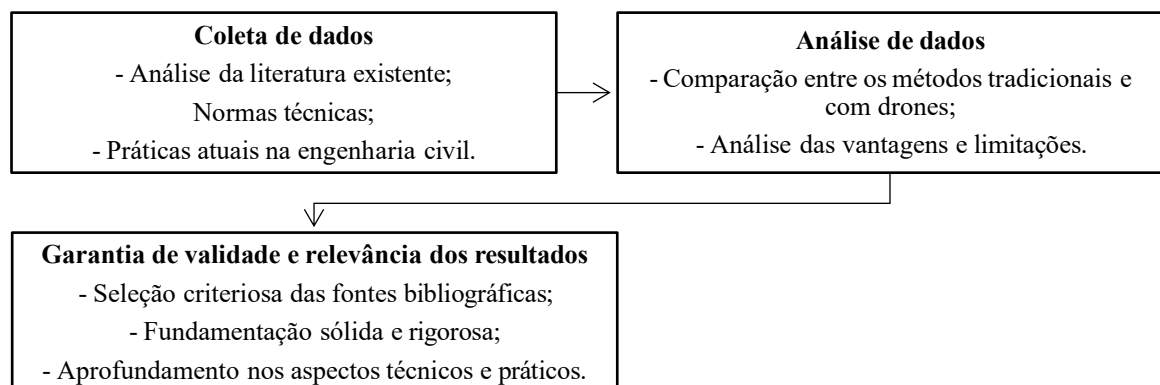 Coleta de dados
- Análise da literatura existente;
Normas técnicas;
- Práticas atuais na engenharia civil.
Análise de dados
- Comparação entre os métodos tradicionais e
com drones;
- Análise das vantagens e limitações.
Garantia de validade e relevância dos resultados
- Seleção criteriosa das fontes bibliográficas;
- Fundamentação sólida e rigorosa;
- Aprofundamento nos aspectos técnicos e práticos.